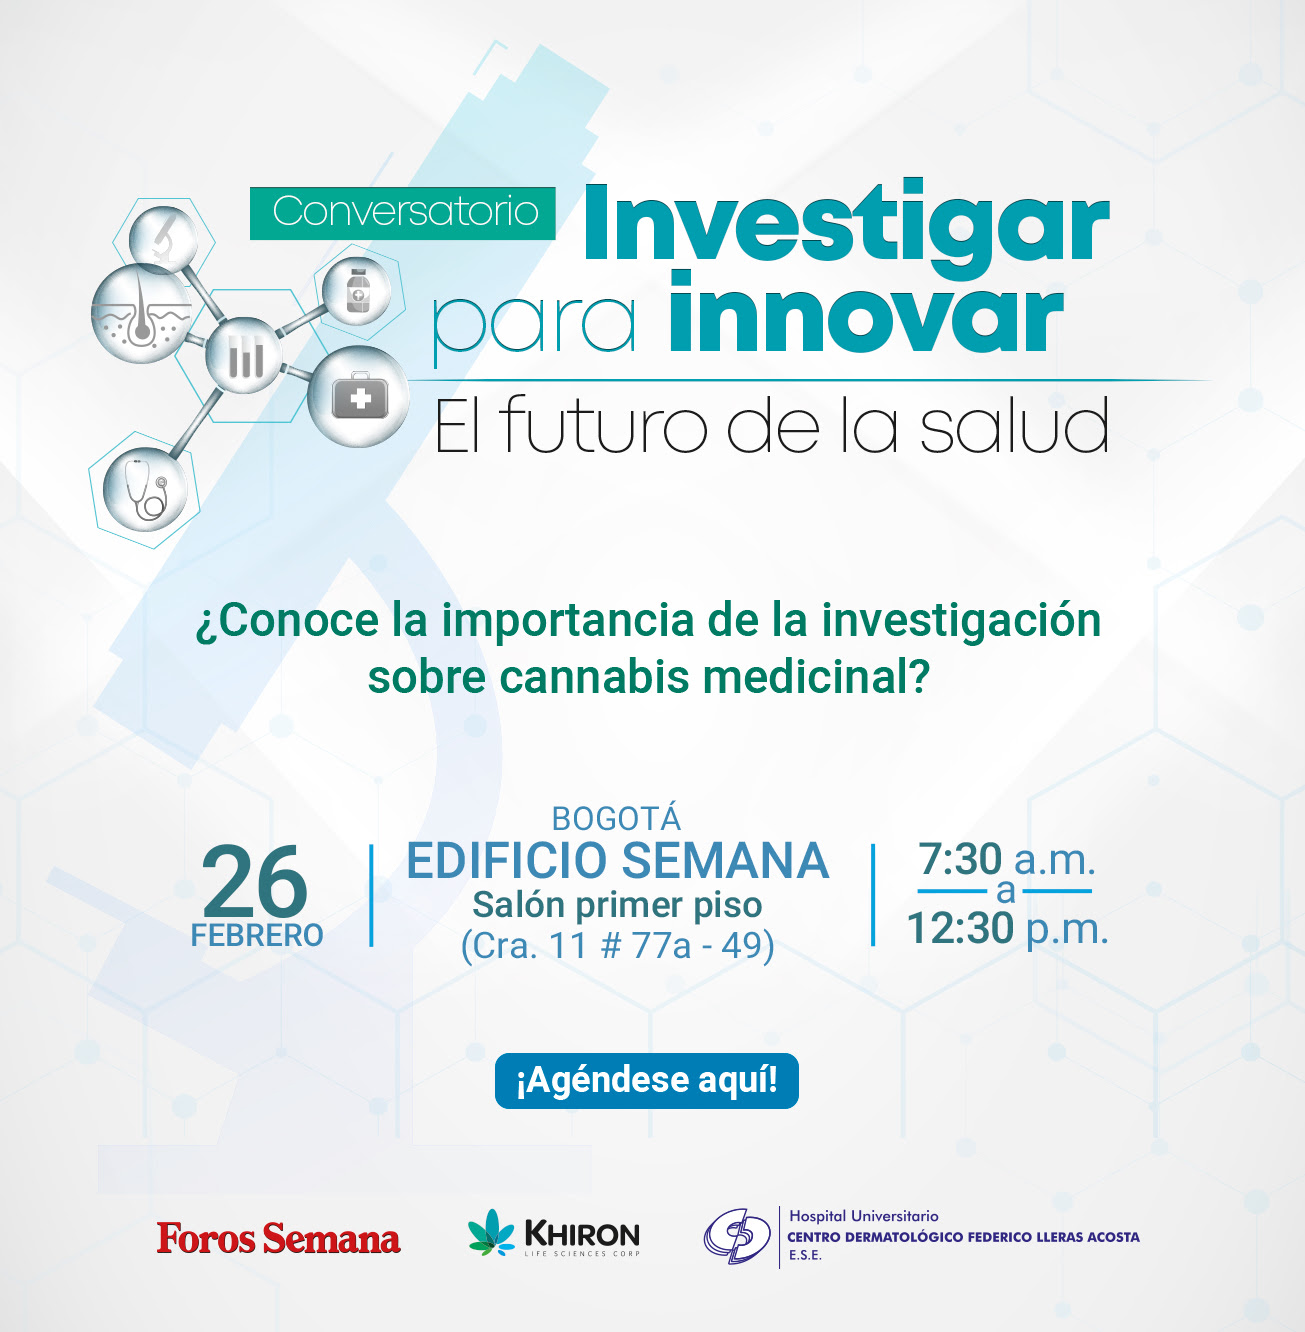 Conversatorio Investigar
para innovar
El futuro de la salud
¿Conoce la importancia de la investigación
sobre cannabis medicinal?
26
FEBRERO
BOGOTÁ
EDIFICIO SEMANA
Salón primer piso
(Cra. 11 # 77a - 49)
7:30 a.m.
a
12:30 p.m.
¡Agéndese aquí!
Foros Semana
KHIRON
LIFE SCIENCES CORP
Hospital Universitario
CENTRO DERMATOLÓGICO FEDERICO LLERAS ACOSTA
E.S.E.